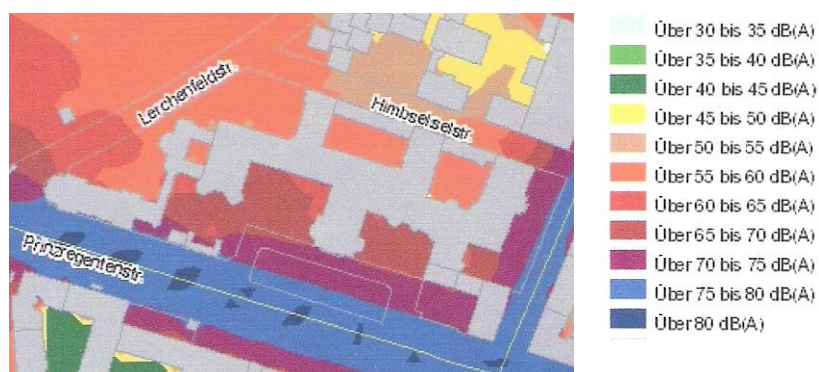 Lerchenfeldstr.
Himbselselstr.
Prinzregentenstr.
Über 30 bis 35 dB(A)
Über 35 bis 40 dB(A)
Über 40 bis 45 dB(A)
Über 45 bis 50 dB(A)
Über 50 bis 55 dB(A)
Über 55 bis 60 dB(A)
Über 60 bis 65 dB(A)
Über 65 bis 70 dB(A)
Über 70 bis 75 dB(A)
Über 75 bis 80 dB(A)
Über 80 dB(A)